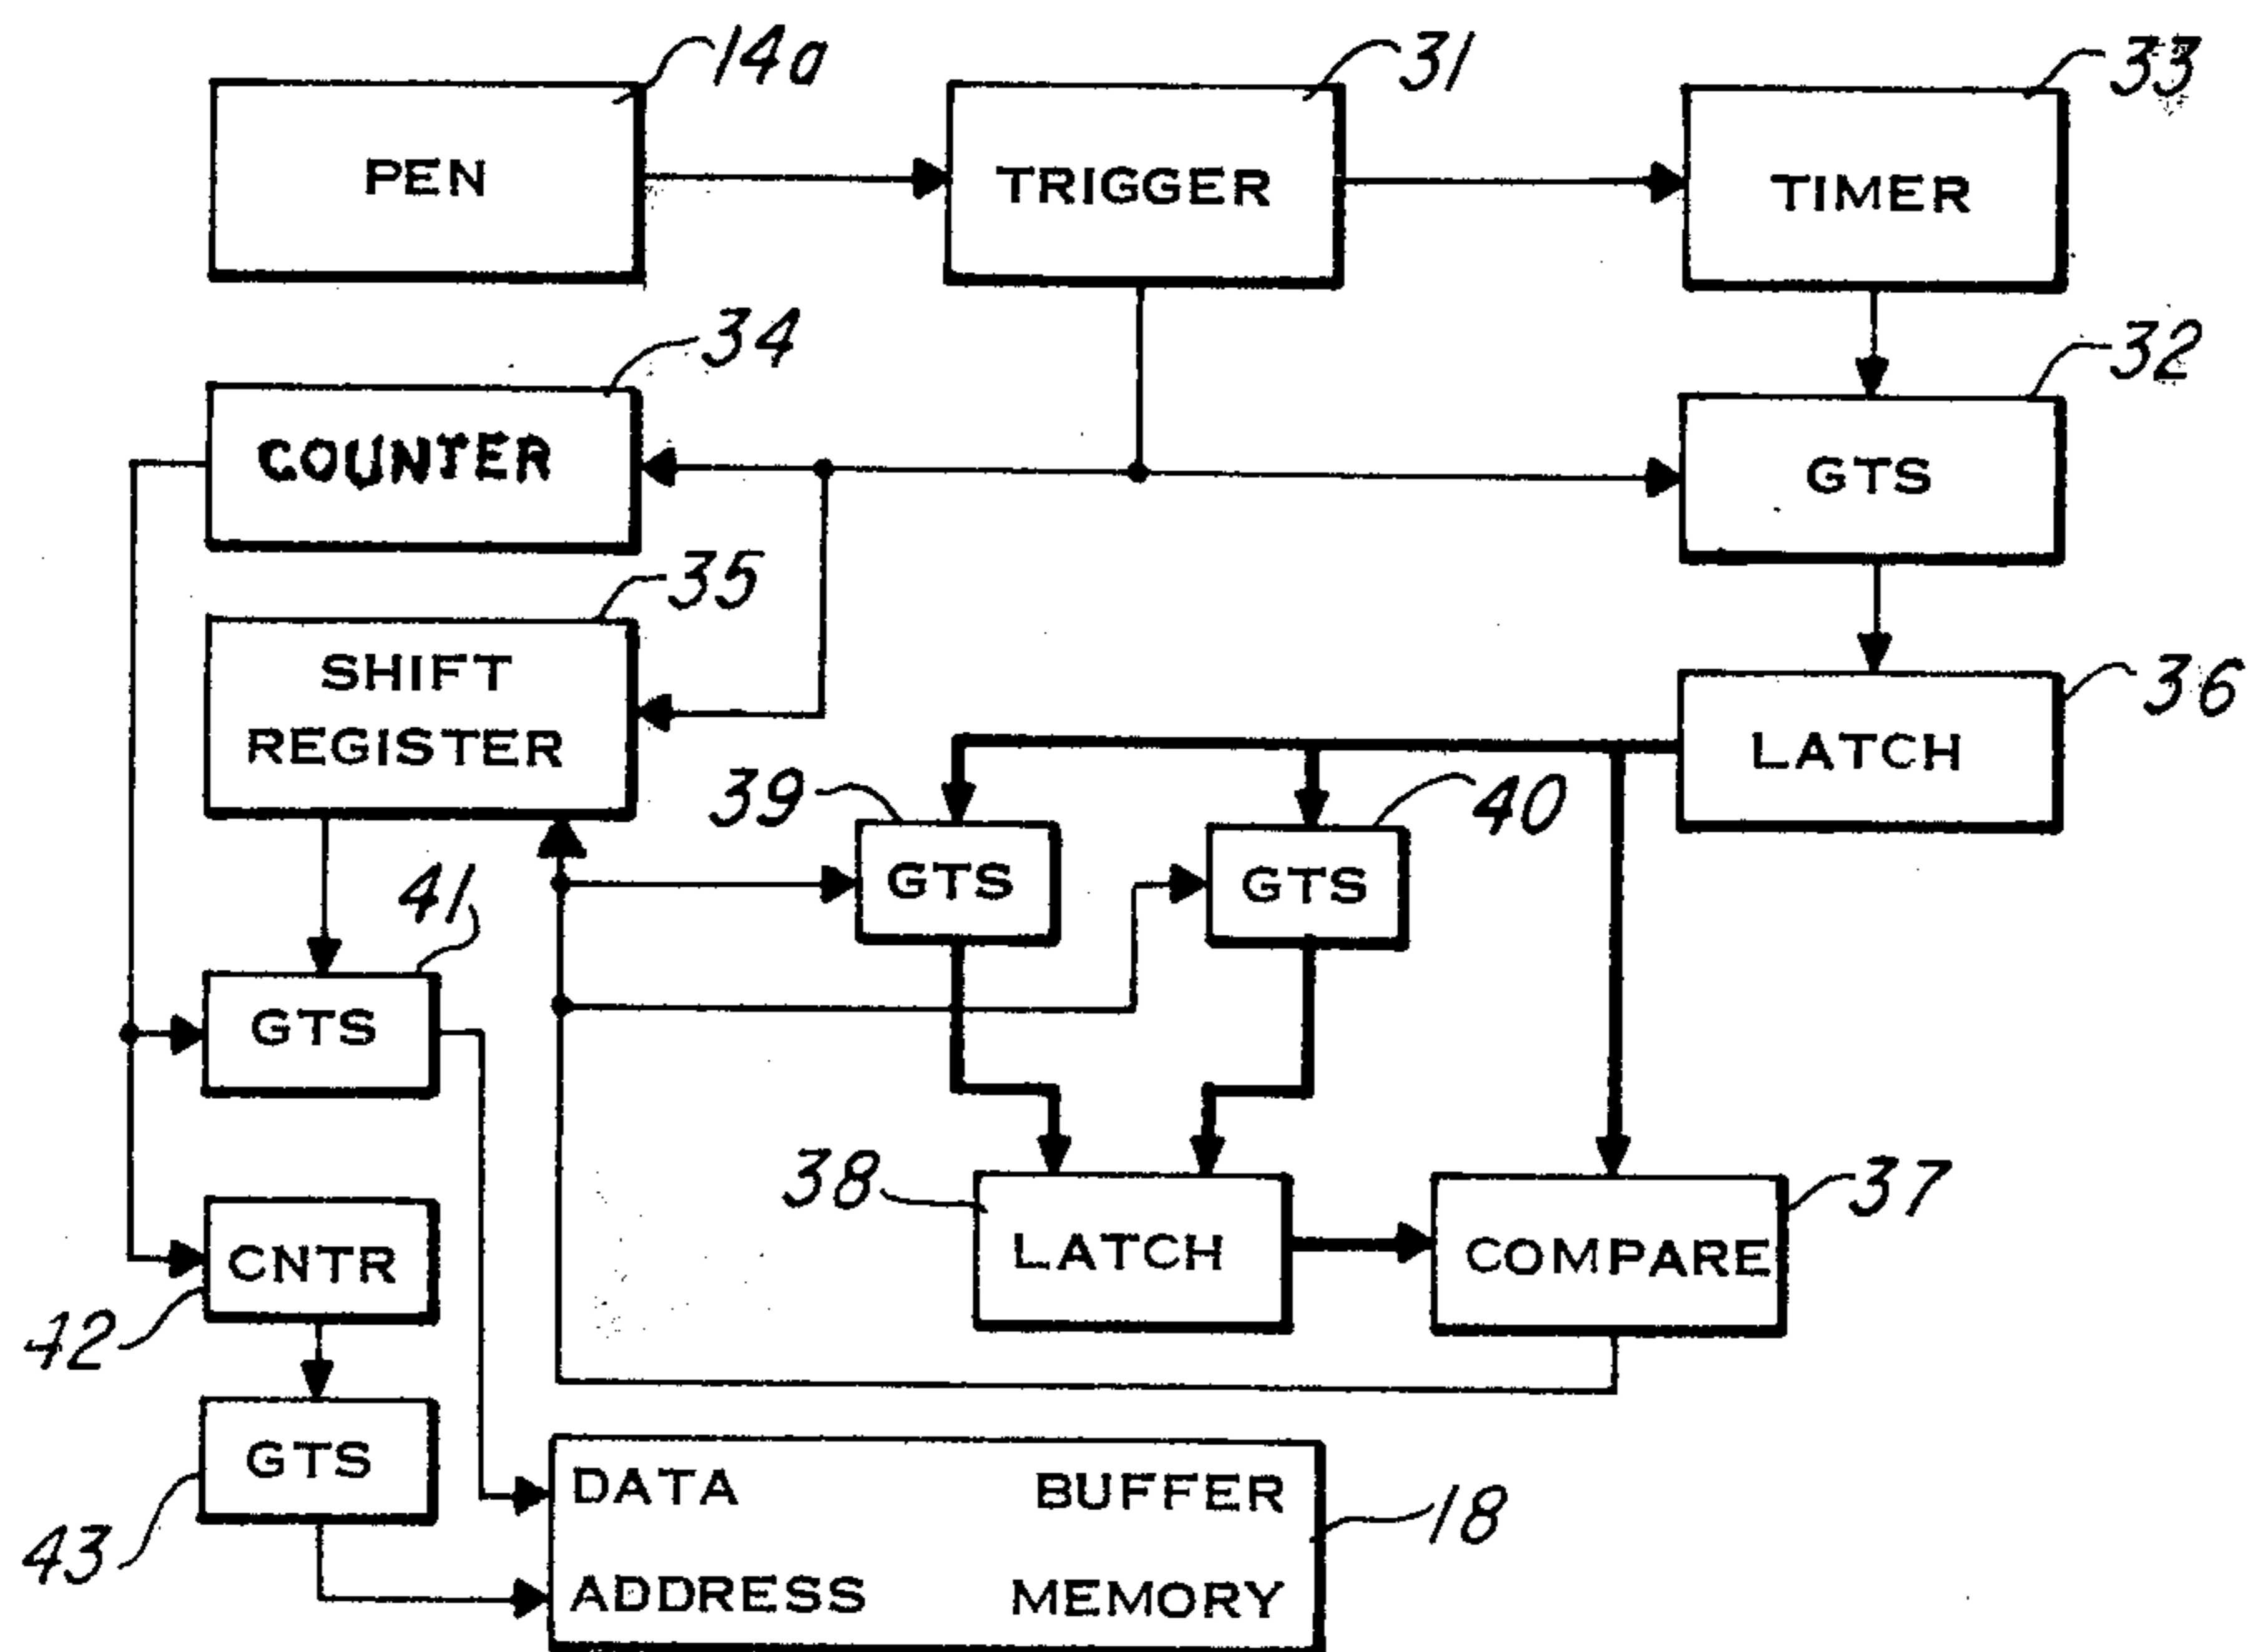 14a
31
33
PEN
TRIGGER
TIMER
34
32
COUNTER
GTS
35
36
SHIFT
REGISTER
LATCH
39
40
GTS
GTS
41
GTS
38
37
LATCH
COMPARE
CNTR
42
GTS
DATA
BUFFER
18
43
ADDRESS
MEMORY